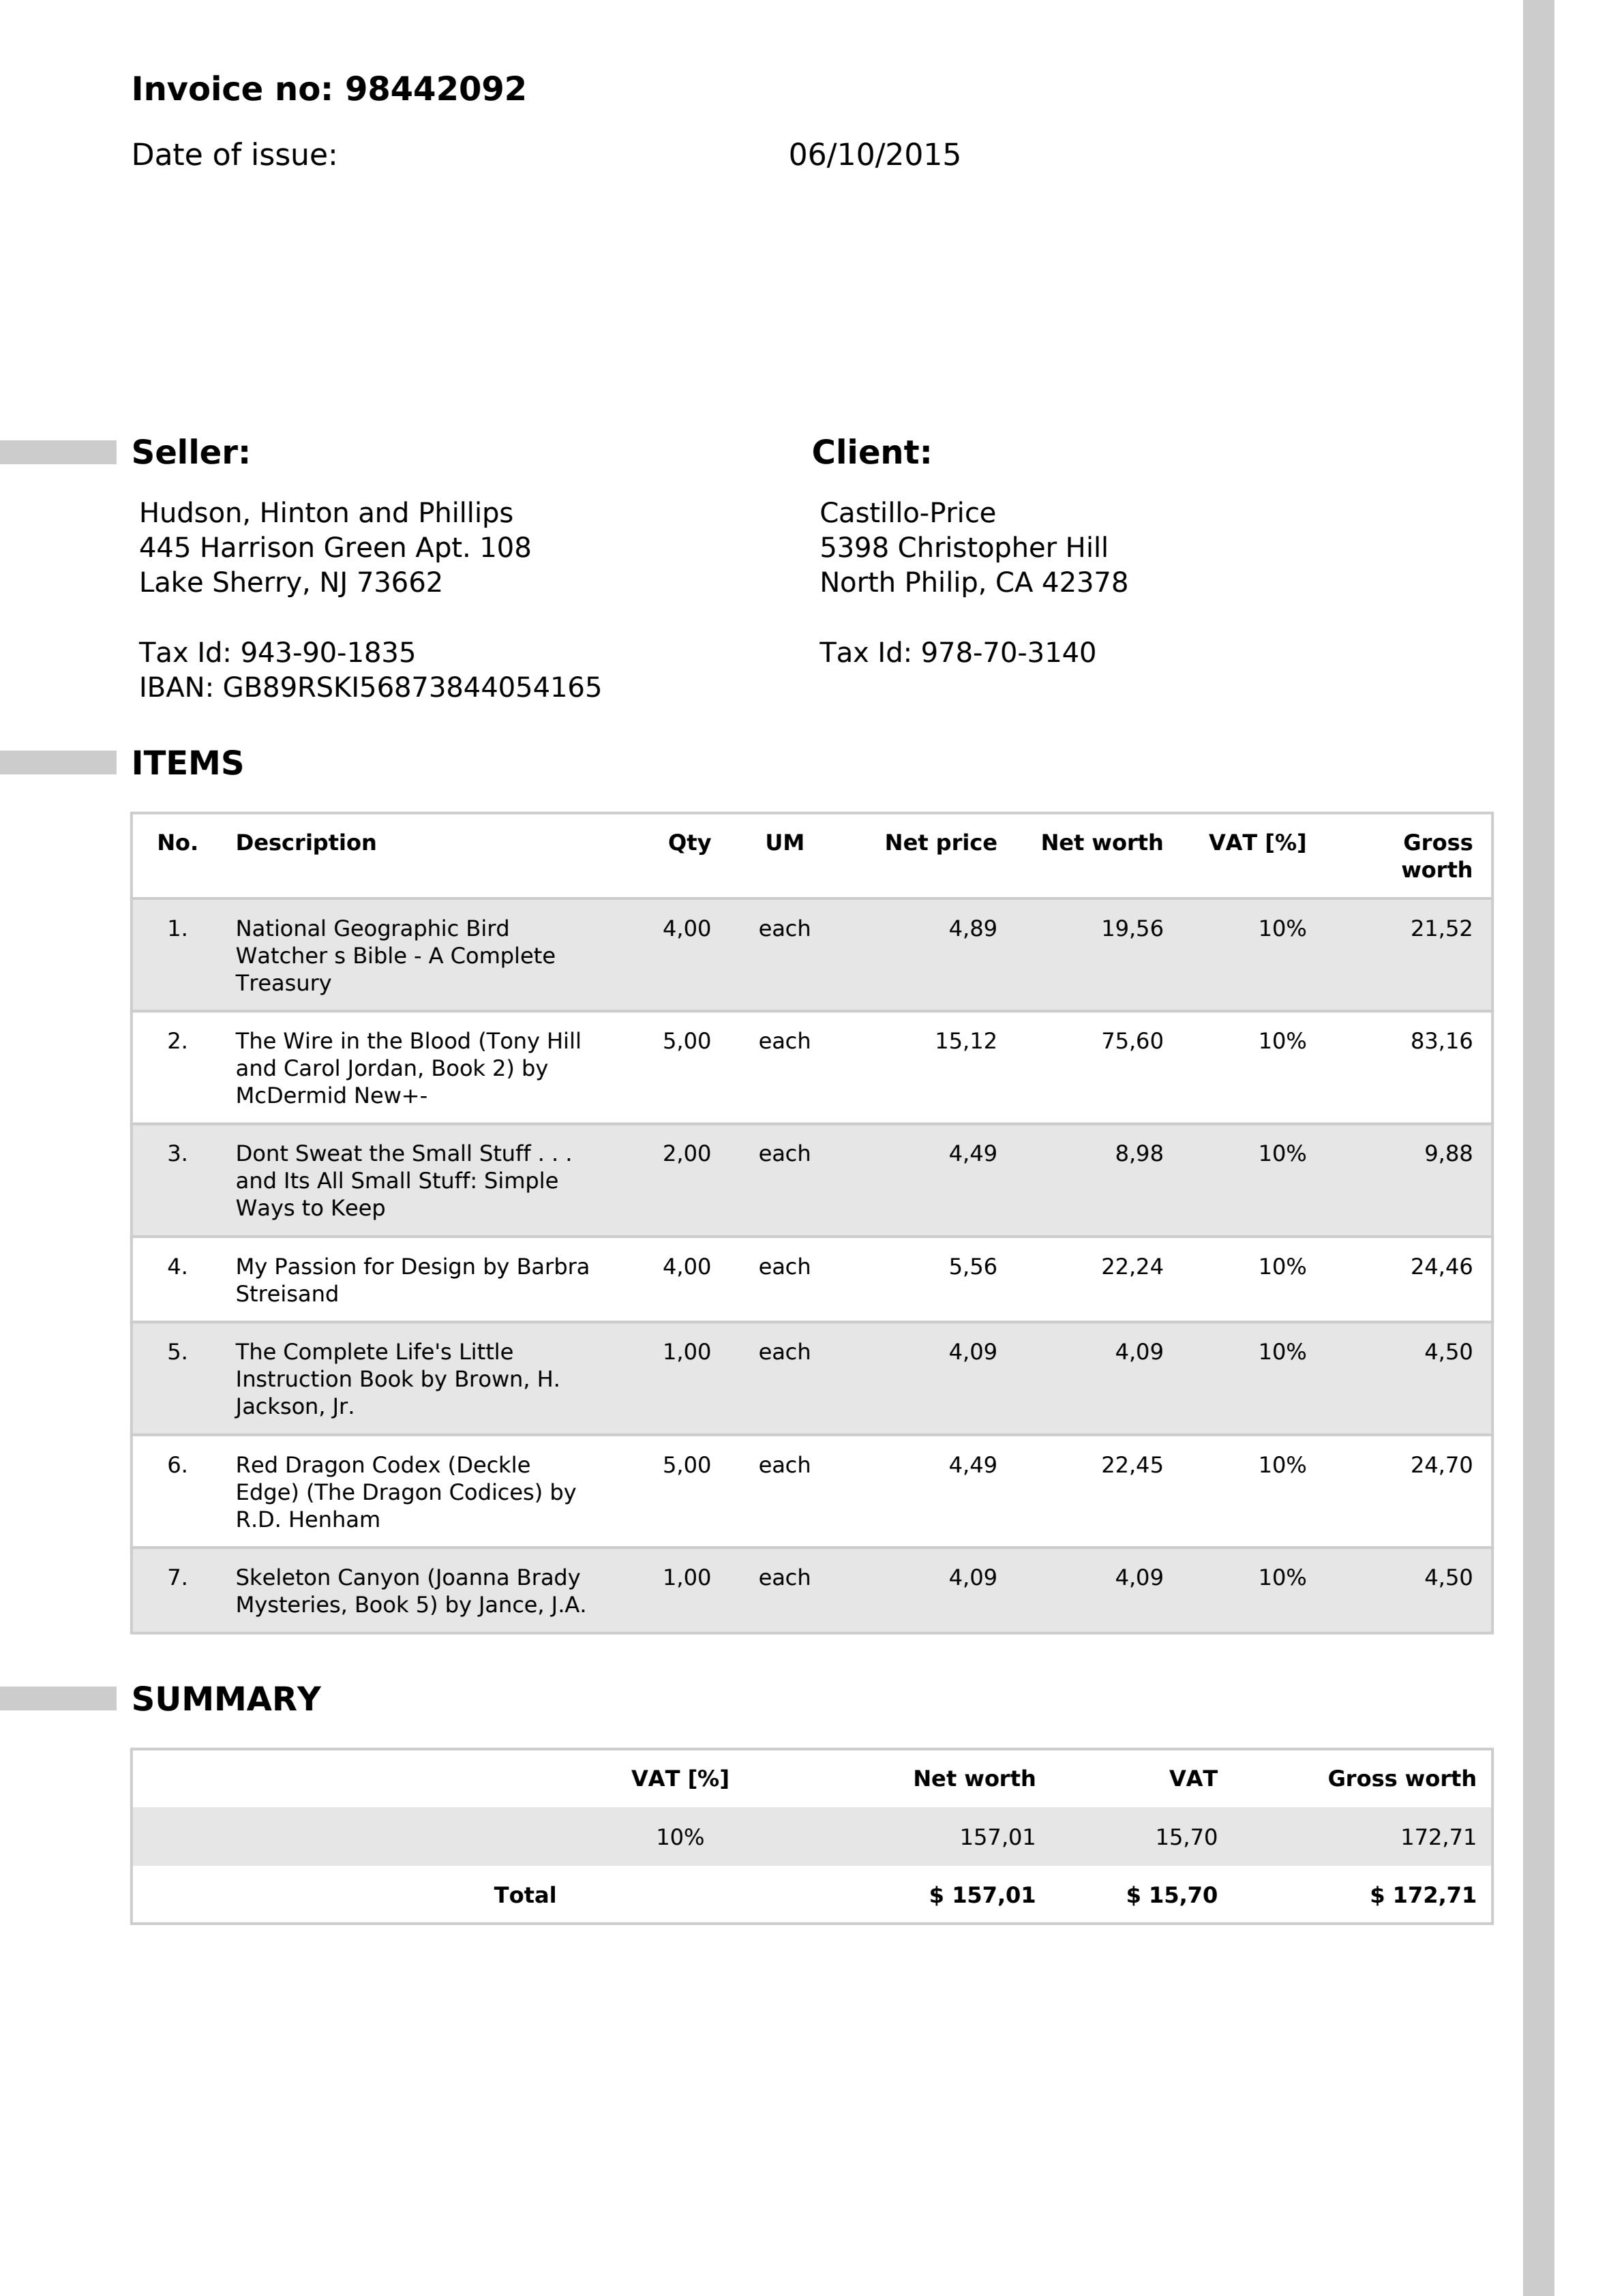 Invoice no: 98442092
Date of issue: 06/10/2015
Seller: Client:
Hudson, Hinton and Phillips Castillo-Price
445 Harrison Green Apt. 108 5398 Christopher Hill
Lake Sherry, NJ 73662 North Philip, CA 42378
Tax Id: 943-90-1835 Tax Id: 978-70-3140
IBAN: GB89RSKI56873844054165
ITEMS
No. Description Qty UM Net price Net worth VAT [%] Gross
worth
1. National Geographic Bird 4,00 each 4,89 19,56 10% 21,52
Watcher s Bible - A Complete
Treasury
2. The Wire in the Blood (Tony Hill 5,00 each 15,12 75,60 10% 83,16
and Carol Jordan, Book 2) by
McDermid New+-
3. Dont Sweat the Small Stuff . . . 2,00 each 4,49 8,98 10% 9,88
and Its All Small Stuff: Simple
Ways to Keep
4. My Passion for Design by Barbra 4,00 each 5,56 22,24 10% 24,46
Streisand
5. The Complete Life's Little 1,00 each 4,09 4,09 10% 4,50
Instruction Book by Brown, H.
Jackson, Jr.
6. Red Dragon Codex (Deckle 5,00 each 4,49 22,45 10% 24,70
Edge) (The Dragon Codices) by
R.D. Henham
7. Skeleton Canyon (Joanna Brady 1,00 each 4,09 4,09 10% 4,50
Mysteries, Book 5) by Jance, J.A.
SUMMARY
VAT [%] Net worth VAT Gross worth
10% 157,01 15,70 172,71
Total $ 157,01 $ 15,70 $ 172,71